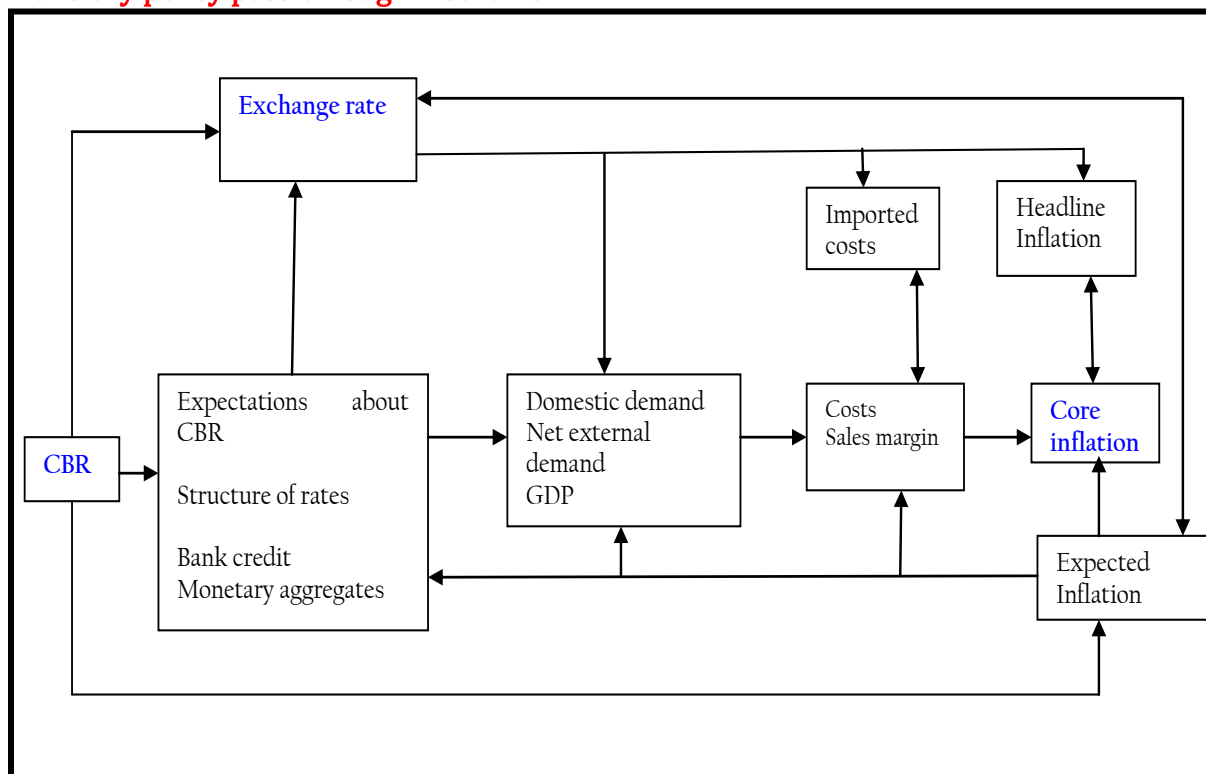 Exchange rate
Imported
costs
Headline
Inflation
CBR
Expectations about
CBR
Structure of rates
Bank credit
Monetary aggregates
Domestic demand
Net external
demand
GDP
Costs
Sales margin
Core
inflation
Expected
Inflation